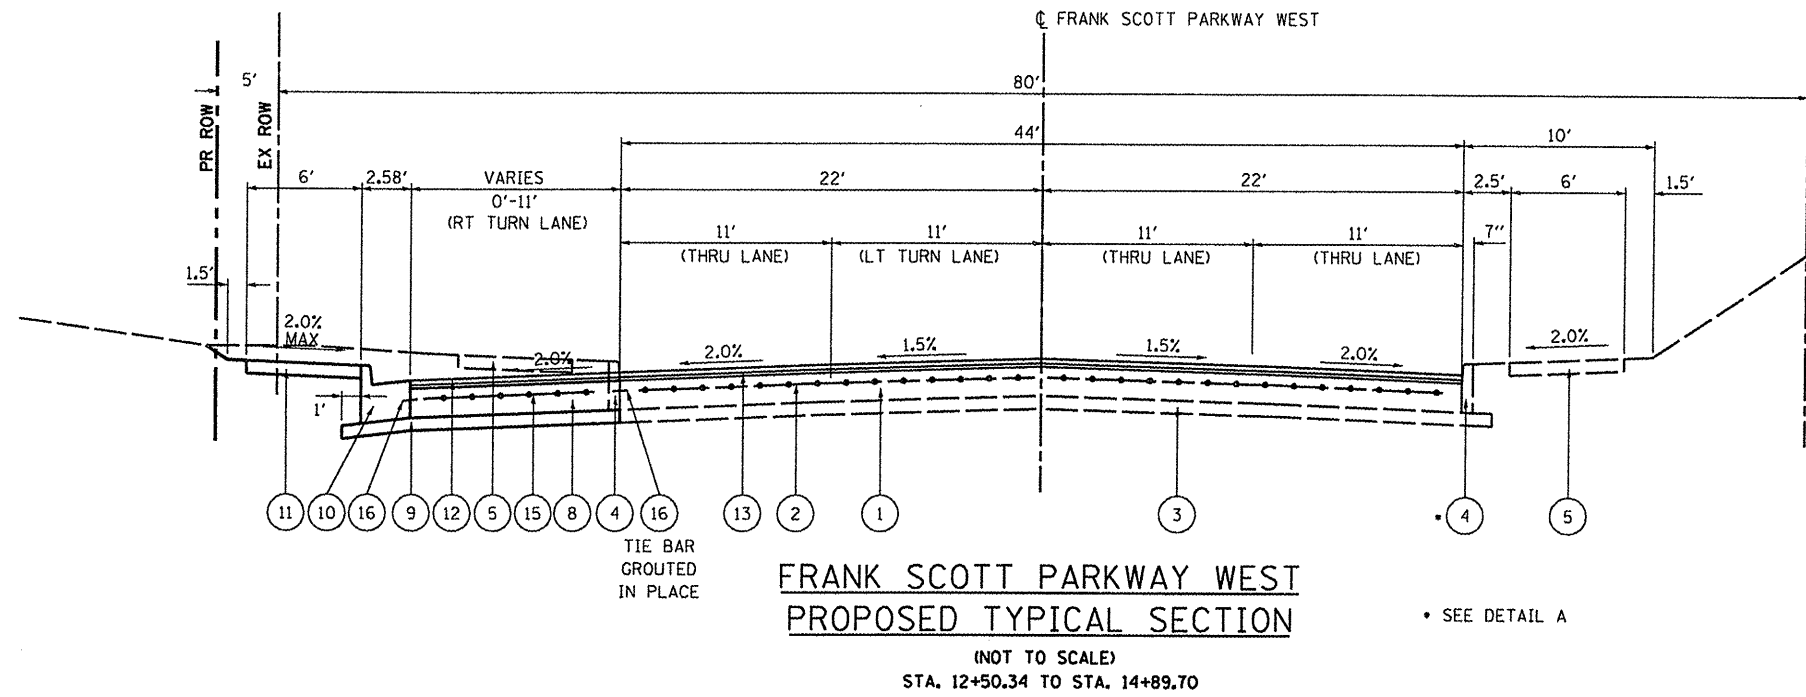 ℄ FRANK SCOTT PARKWAY WEST
5'
80'
PR ROW
EX ROW
44'
10'
6'
2.58'
VARIES
0'-11'
(RT TURN LANE)
22'
22'
2.5'
6'
1.5'
11'
(THRU LANE)
11'
(LT TURN LANE)
11'
(THRU LANE)
11'
(THRU LANE)
7"
1.5'
2.0%
MAX
2.0%
2.0%
1.5%
1.5%
2.0%
2.0%
1'
11
10
16
9
12
5
15
8
4
16
13
2
1
3
* 4
5
TIE BAR
GROUTED
IN PLACE
FRANK SCOTT PARKWAY WEST
PROPOSED TYPICAL SECTION
* SEE DETAIL A
(NOT TO SCALE)
STA. 12+50.34 TO STA. 14+89.70